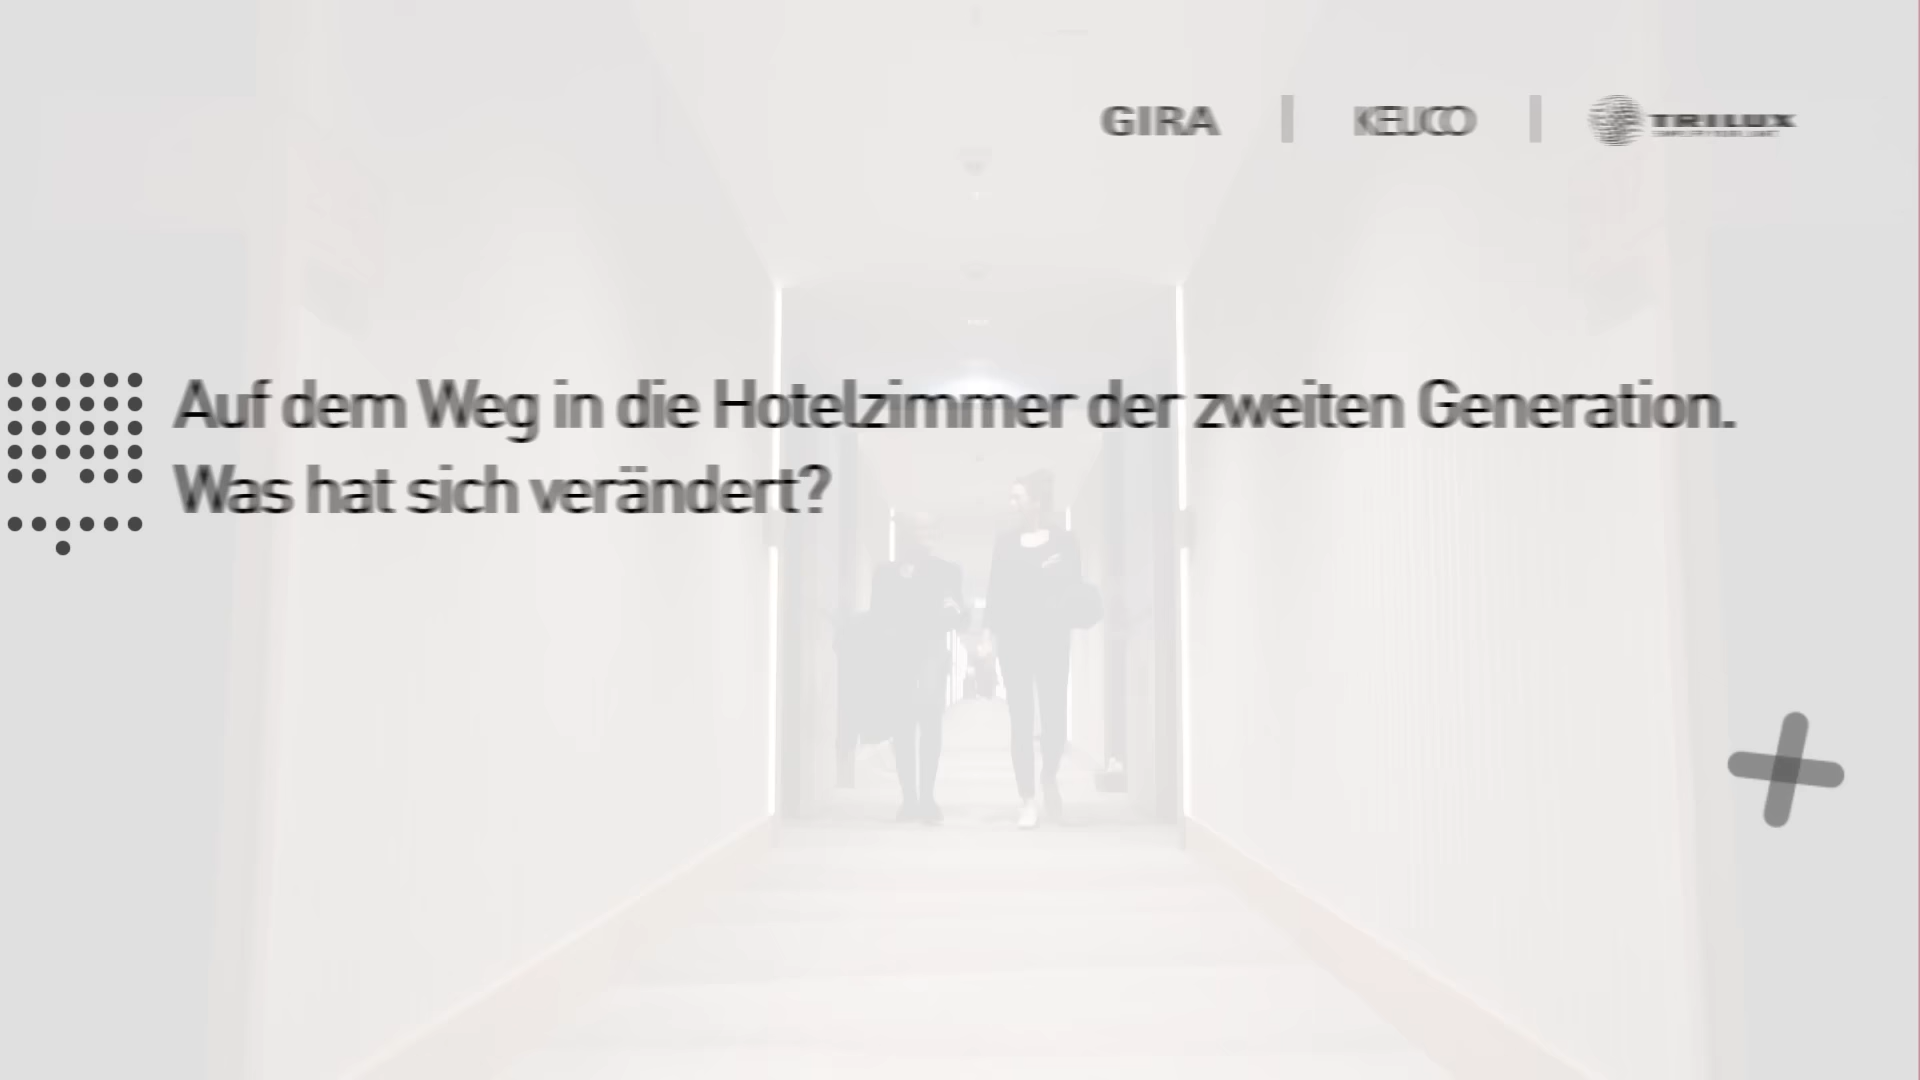 GIRA
KEUCO
TRILUX
Auf dem Weg in die Hotelzimmer der zweiten Generation.
Was hat sich verändert?